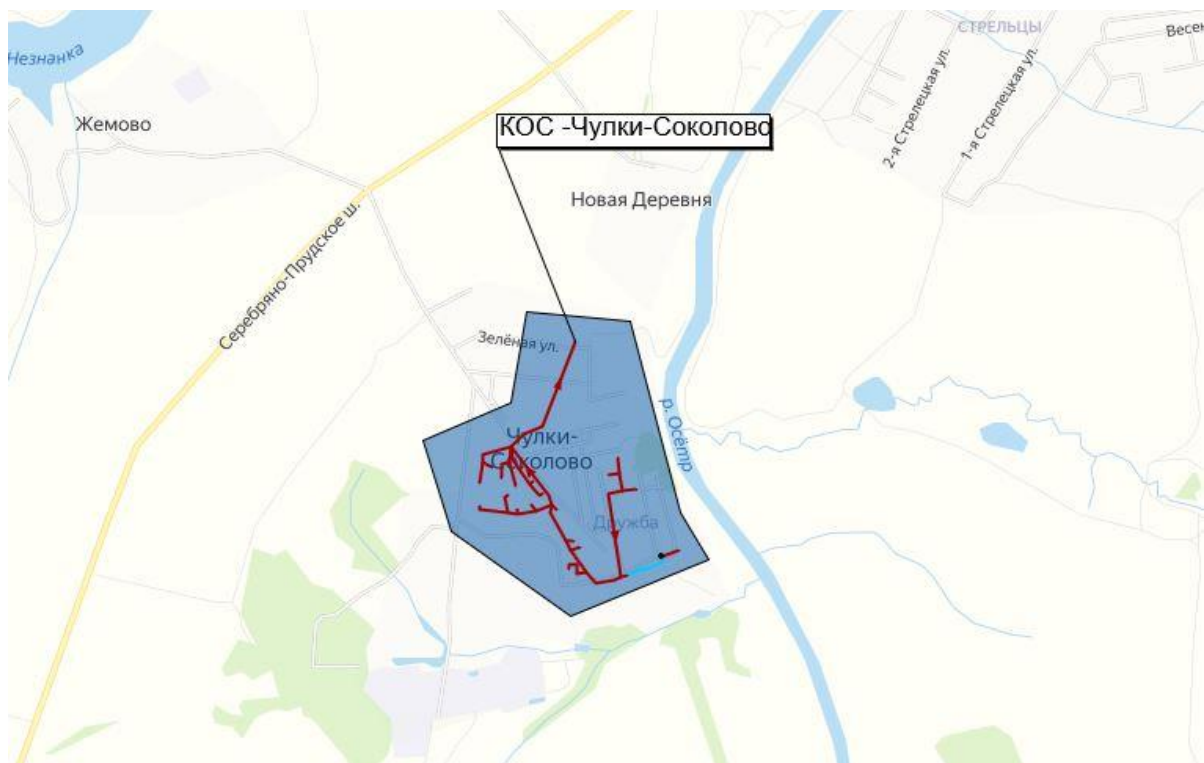 СТРЕЛЬЦЫ
Весен
Незнанка
2-я Стрелецкая ул.
1-я Стрелецкая ул.
Жемово
КОС -Чулки-Соколово
Новая Деревня
Серебряно-Прудское ш.
Зелёная ул.
р. Осётр
Чулки-
Соколово
Дружба